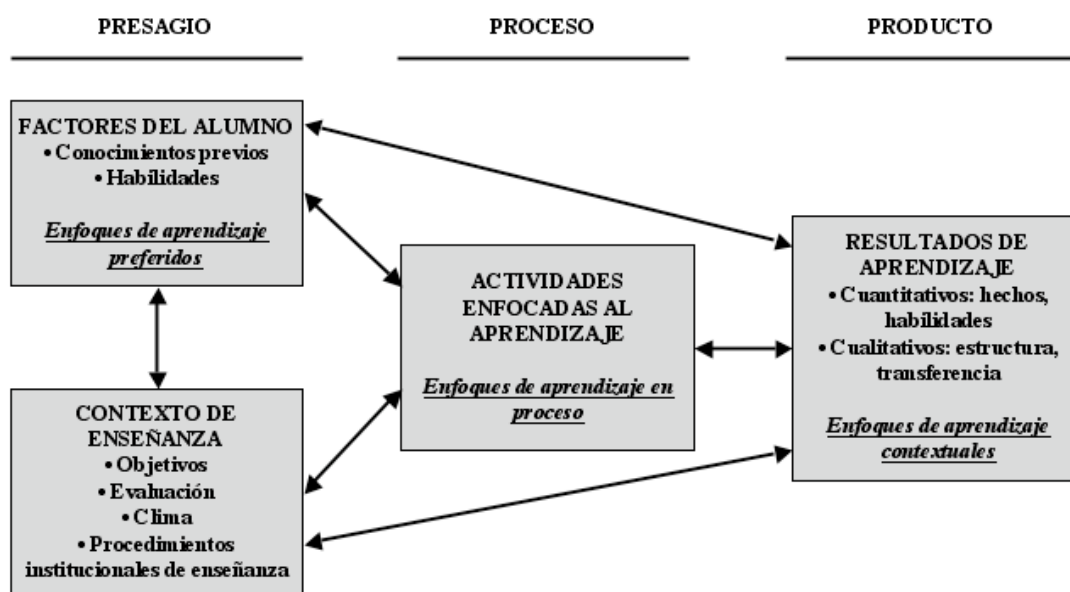 PRESAGIO
PROCESO
PRODUCTO
FACTORES DEL ALUMNO
• Conocimientos previos
• Habilidades
Enfoques de aprendizaje
preferidos
CONTEXTO DE
ENSEÑANZA
• Objetivos
• Evaluación
• Clima
• Procedimientos
institucionales de enseñanza
ACTIVIDADES
ENFOCADAS AL
APRENDIZAJE
Enfoques de aprendizaje en
proceso
RESULTADOS DE
APRENDIZAJE
• Cuantitativos: hechos,
habilidades
• Cualitativos: estructura,
transferencia
Enfoques de aprendizaje
contextuales